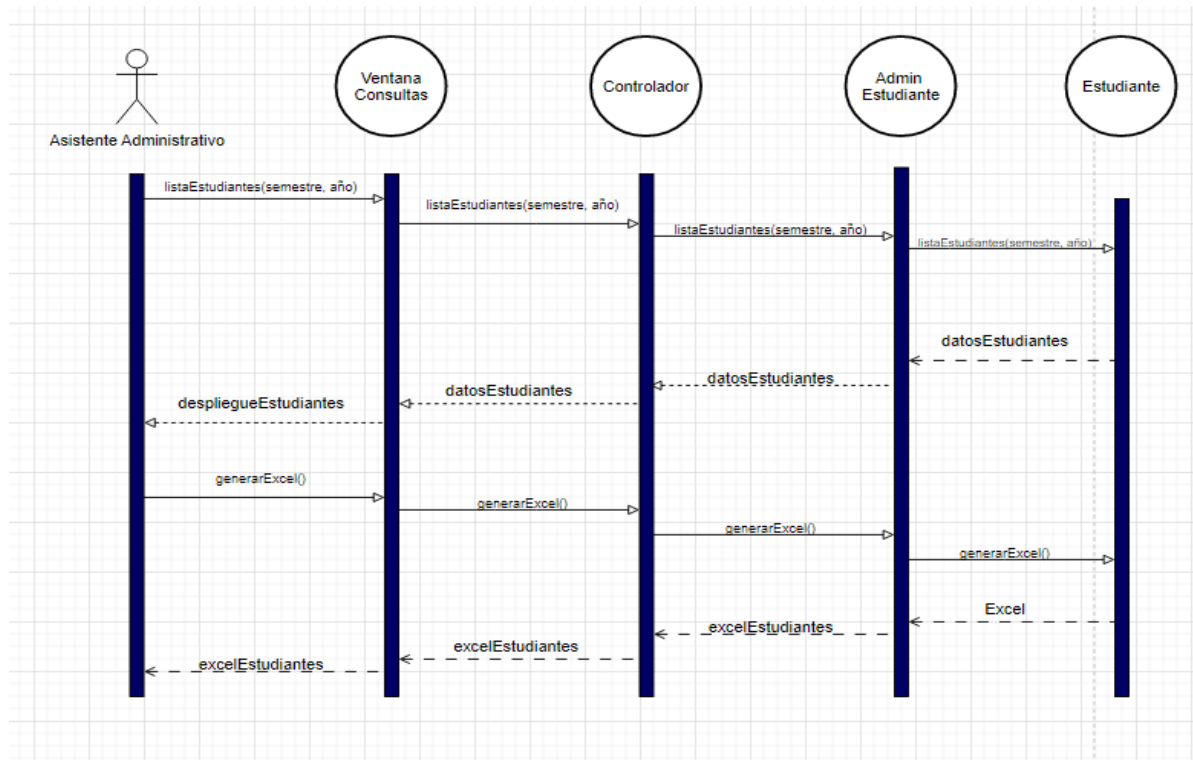 Ventana
Consultas
Controlador
Admin
Estudiante
Estudiante
Asistente Administrativo
listaEstudiantes(semestre, año)
listaEstudiantes(semestre, año)
listaEstudiantes(semestre, año)
listaEstudiantes(semestre, año)
datosEstudiantes
datosEstudiantes
datosEstudiantes
despliegueEstudiantes
generarExcel()
generarExcel()
generarExcel()
generarExcel()
Excel
excelEstudiantes
excelEstudiantes
excelEstudiantes